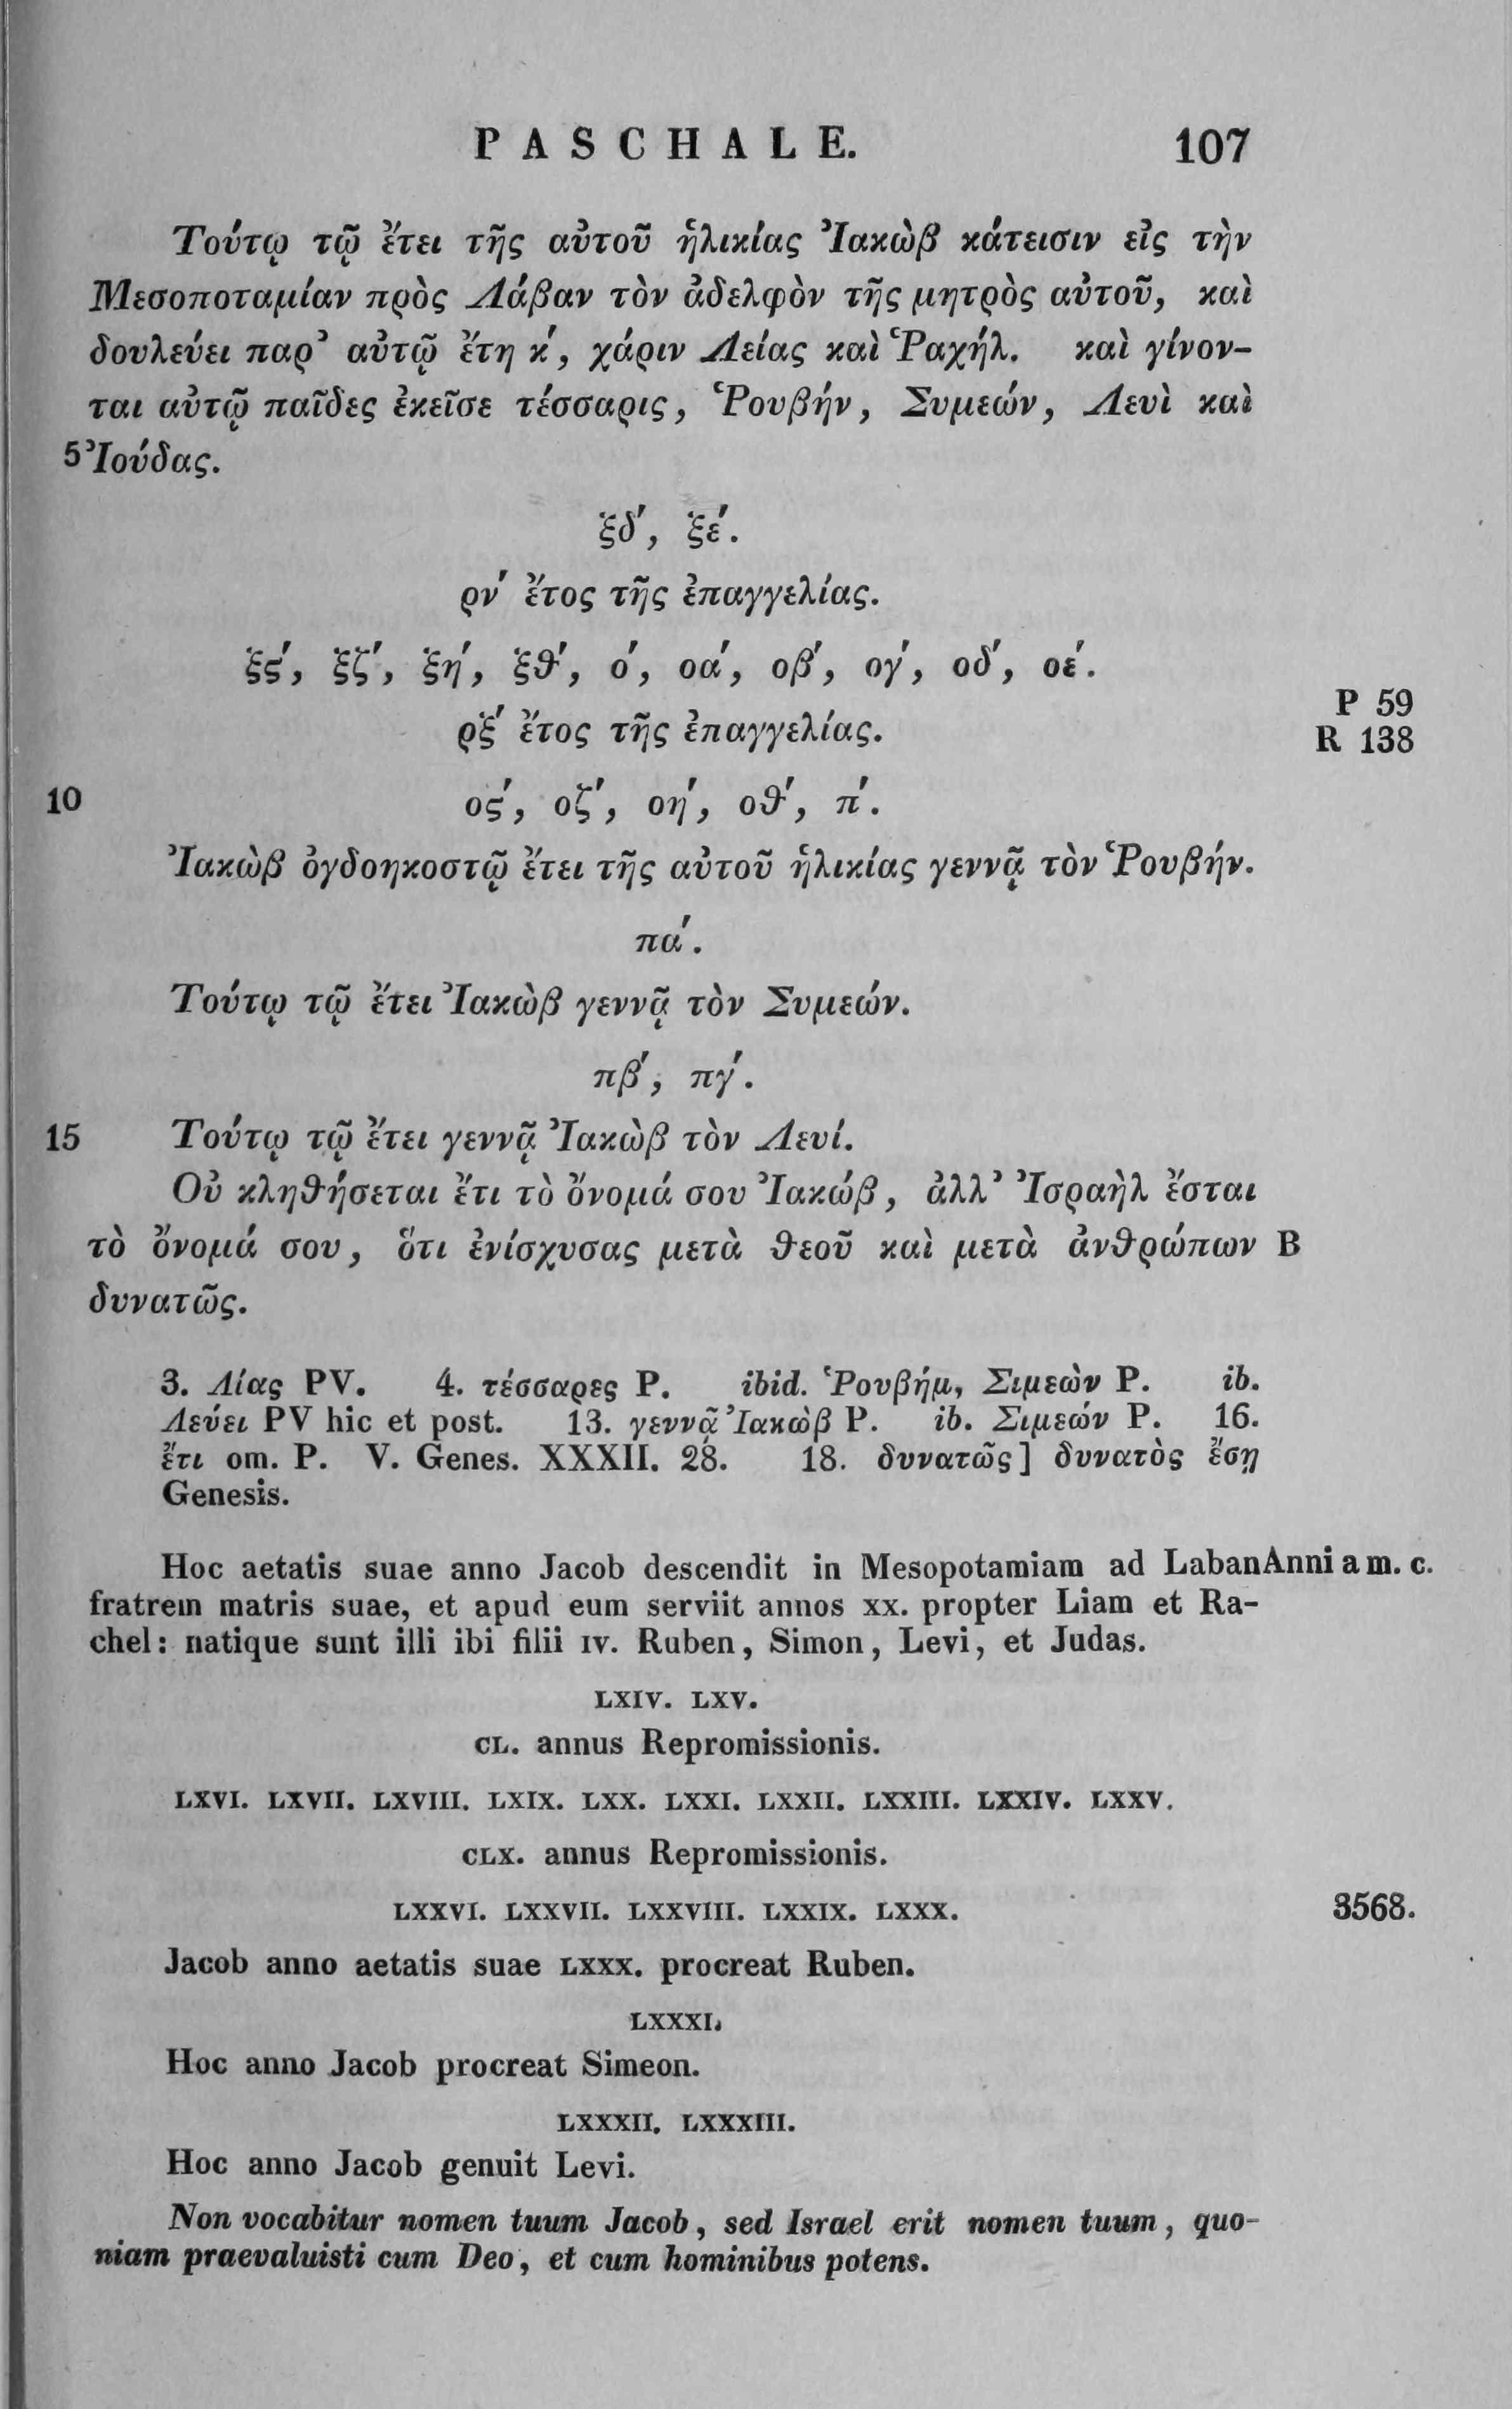 PASCHALE. 107
Τούτῳ τῷ ἔτει τῆς αὐτοῦ ἡλικίας Ἰακὼβ κάτεισιν εἰς τὴν
Μεσοποταμίαν πρὸς Λάβαν τὸν ἀδελφὸν τῆς μητρὸς αὐτοῦ, καὶ
δουλεύει παρ᾽ αὐτῷ ἔτη κ΄, χάριν Λείας καὶ Ῥαχήλ. καὶ γίνον-
ται αὐτῷ παῖδες ἐκεῖσε τέσσαρις, Ῥουβήν, Συμεών, Λευὶ καὶ
5 Ἰούδας.
ξδ΄, ξε΄.
ρν΄ ἔτος τῆς ἐπαγγελίας.
ξς΄, ξζ΄, ξη΄, ξθ΄, ο΄, οα΄, οβ΄, ογ΄, οδ΄, οε΄.
P 59
ρξ΄ ἔτος τῆς ἐπαγγελίας.
R 138
10 ος΄, οζ΄, οη΄, οθ΄, π΄.
Ἰακὼβ ὀγδοηκοστῷ ἔτει τῆς αὐτοῦ ἡλικίας γεννᾷ τὸν Ῥουβήν.
πα΄.
Τούτῳ τῷ ἔτει Ἰακὼβ γεννᾷ τὸν Συμεών.
πβ΄, πγ΄.
15 Τούτῳ τῷ ἔτει γεννᾷ Ἰακὼβ τὸν Λευί.
Οὐ κληθήσεται ἔτι τὸ ὄνομά σου Ἰακώβ, ἀλλ᾽ Ἰσραὴλ ἔσται
τὸ ὄνομά σου, ὅτι ἐνίσχυσας μετὰ θεοῦ καὶ μετὰ ἀνθρώπων B
δυνατῶς.
3. Λίας PV. 4. τέσσαρες P. ibid. Ῥουβήμ, Σιμεὼν P. ib.
Λεύει PV hic et post. 13. γεννᾷ Ἰακὼβ P. ib. Σιμεών P. 16.
ἔτι om. P. V. Genes. XXXII. 28. 18. δυνατῶς] δυνατὸς ἔσῃ
Genesis.
Hoc aetatis suae anno Jacob descendit in Mesopotamiam ad Laban Anni a m. c.
fratrem matris suae, et apud eum serviit annos xx. propter Liam et Ra-
chel: natique sunt illi ibi filii IV. Ruben, Simon, Levi, et Judas.
LXIV. LXV.
CL. annus Repromissionis.
LXVI. LXVII. LXVIII. LXIX. LXX. LXXI. LXXII. LXXIII. LXXIV. LXXV.
CLX. annus Repromissionis.
LXXVI. LXXVII. LXXVIII. LXXIX. LXXX. 3568.
Jacob anno aetatis suae LXXX. procreat Ruben.
LXXXI.
Hoc anno Jacob procreat Simeon.
LXXXII. LXXXIII.
Hoc anno Jacob genuit Levi.
Non vocabitur nomen tuum Jacob, sed Israel erit nomen tuum, quo-
niam praevaluisti cum Deo, et cum hominibus potens.